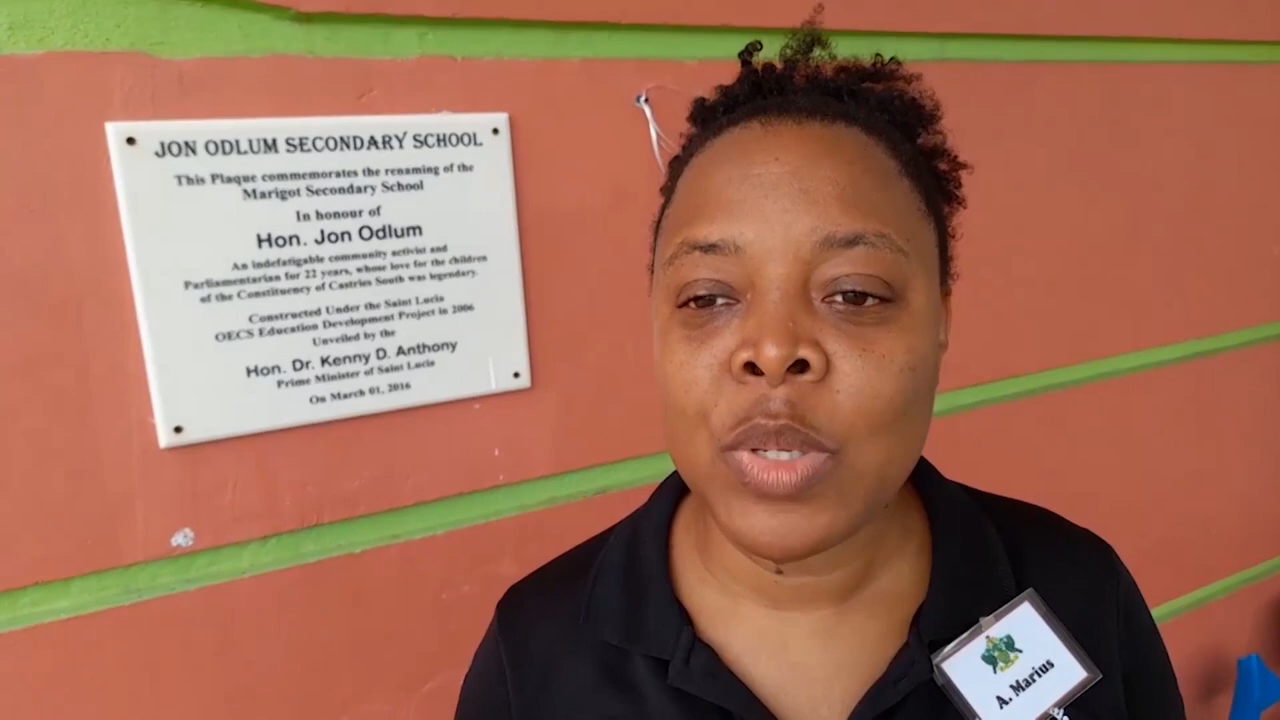 JON ODLUM SECONDARY SCHOOL
This Plaque commemorates the renaming of the
Marigot Secondary School
In honour of
Hon. Jon Odlum
An indefatigable community activist and
Parliamentarian for 22 years, whose love for the children
of the Constituency of Castries South was legendary.
Constructed Under the Saint Lucia
OECS Education Development Project in 2006
Unveiled by the
Hon. Dr. Kenny D. Anthony
Prime Minister of Saint Lucia
On March 01, 2016
A. Marius